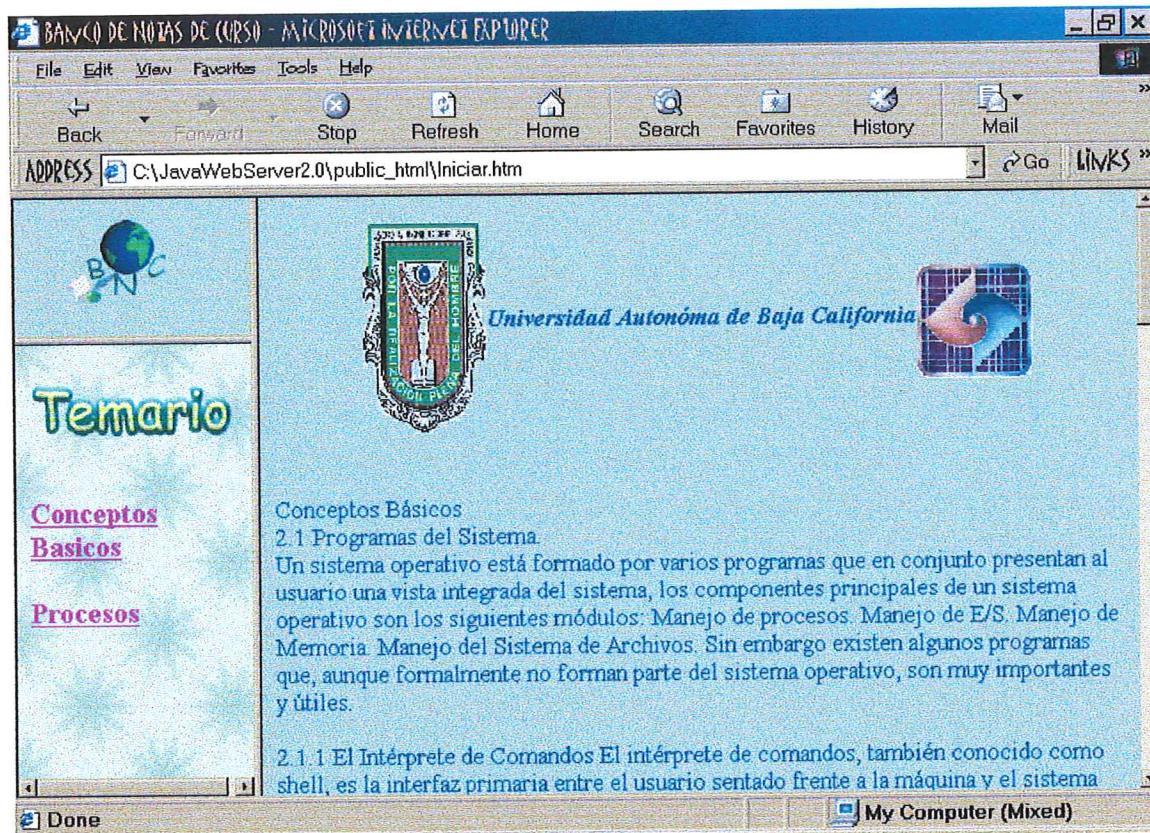 BANCO DE NOTAS DE CURSO - MICROSOFT INTERNET EXPLORER
File Edit View Favorites Tools Help
Back Forward Stop Refresh Home Search Favorites History Mail
ADDRESS C:\JavaWebServer2.0\public_html\Iniciar.htm Go LINKS
BNC
POR LA REALIZACION PLENA DEL HOMBRE
Universidad Autonóma de Baja California
Temario
Conceptos
Basicos
Procesos
Conceptos Básicos
2.1 Programas del Sistema.
Un sistema operativo está formado por varios programas que en conjunto presentan al
usuario una vista integrada del sistema, los componentes principales de un sistema
operativo son los siguientes módulos: Manejo de procesos. Manejo de E/S. Manejo de
Memoria. Manejo del Sistema de Archivos. Sin embargo existen algunos programas
que, aunque formalmente no forman parte del sistema operativo, son muy importantes
y útiles.
2.1.1 El Intérprete de Comandos El intérprete de comandos, también conocido como
shell, es la interfaz primaria entre el usuario sentado frente a la máquina y el sistema
Done My Computer (Mixed)